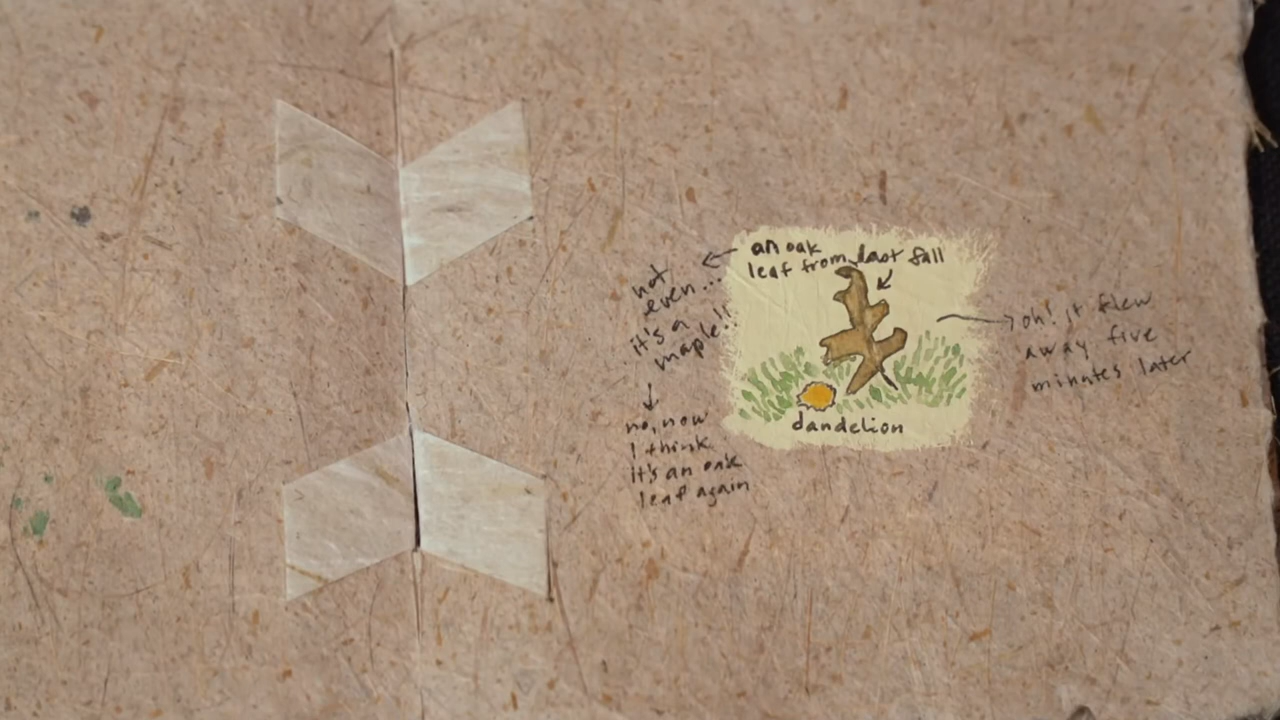 an oak
leaf from last fall
not
even...
it's a
maple!!
no, now
I think
it's an oak
leaf again
oh! it flew
away five
minutes later
dandelion